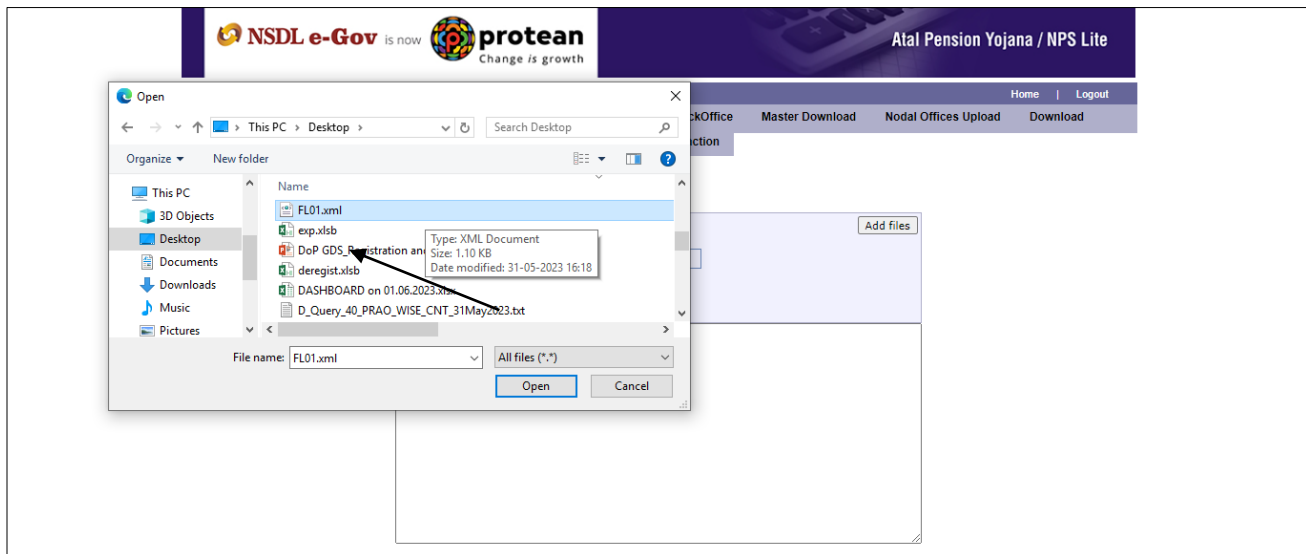 NSDL e-Gov is now protean
Change is growth
Atal Pension Yojana / NPS Lite
Open
Home | Logout
This PC > Desktop >
Search Desktop
ckOffice Master Download Nodal Offices Upload Download
Organize New folder
ction
This PC
3D Objects
Desktop
Documents
Downloads
Music
Pictures
Name
FL01.xml
exp.xlsb
DoP GDS_Registration an
deregist.xlsb
DASHBOARD on 01.06.2023.xlsx
D_Query_40_PRAO_WISE_CNT_31May2023.txt
Type: XML Document
Size: 1.10 KB
Date modified: 31-05-2023 16:18
Add files
File name: FL01.xml All files (*.*)
Open Cancel